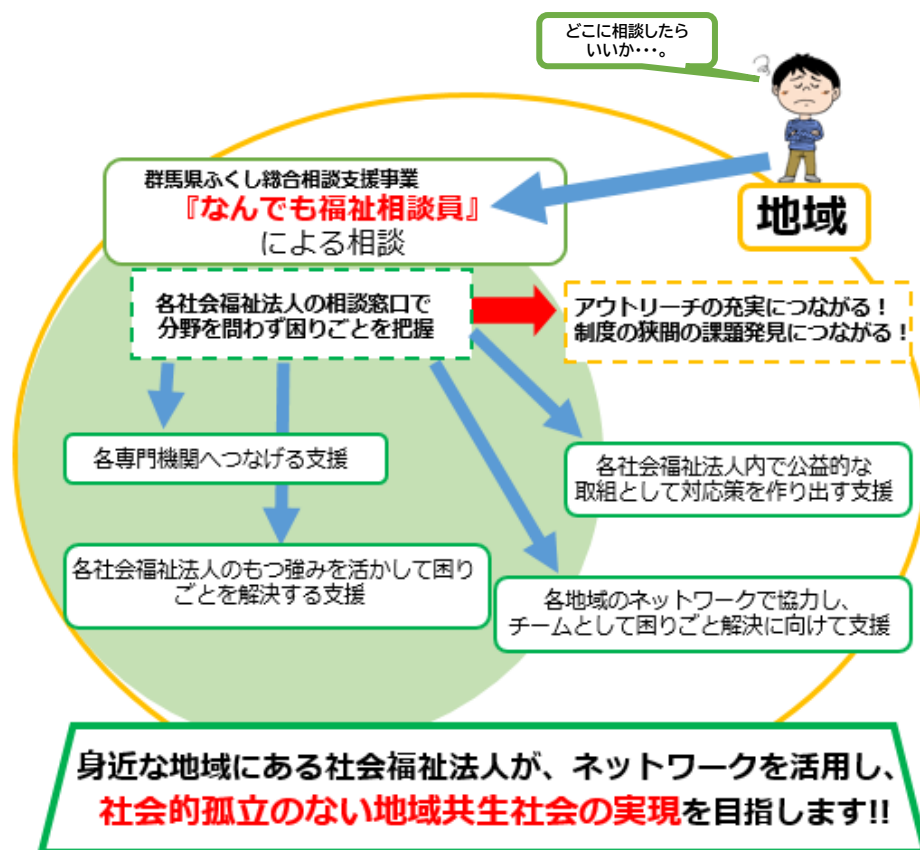 どこに相談したら
いいか・・・。
群馬県ふくし総合相談支援事業
『なんでも福祉相談員』
による相談
地域
各社会福祉法人の相談窓口で
分野を問わず困りごとを把握
アウトリーチの充実につながる！
制度の狭間の課題発見につながる！
各専門機関へつなげる支援
各社会福祉法人内で公益的な
取組として対応策を作り出す支援
各社会福祉法人のもつ強みを活かして困り
ごとを解決する支援
各地域のネットワークで協力し、
チームとして困りごと解決に向けて支援
身近な地域にある社会福祉法人が、ネットワークを活用し、
社会的孤立のない地域共生社会の実現を目指します!!